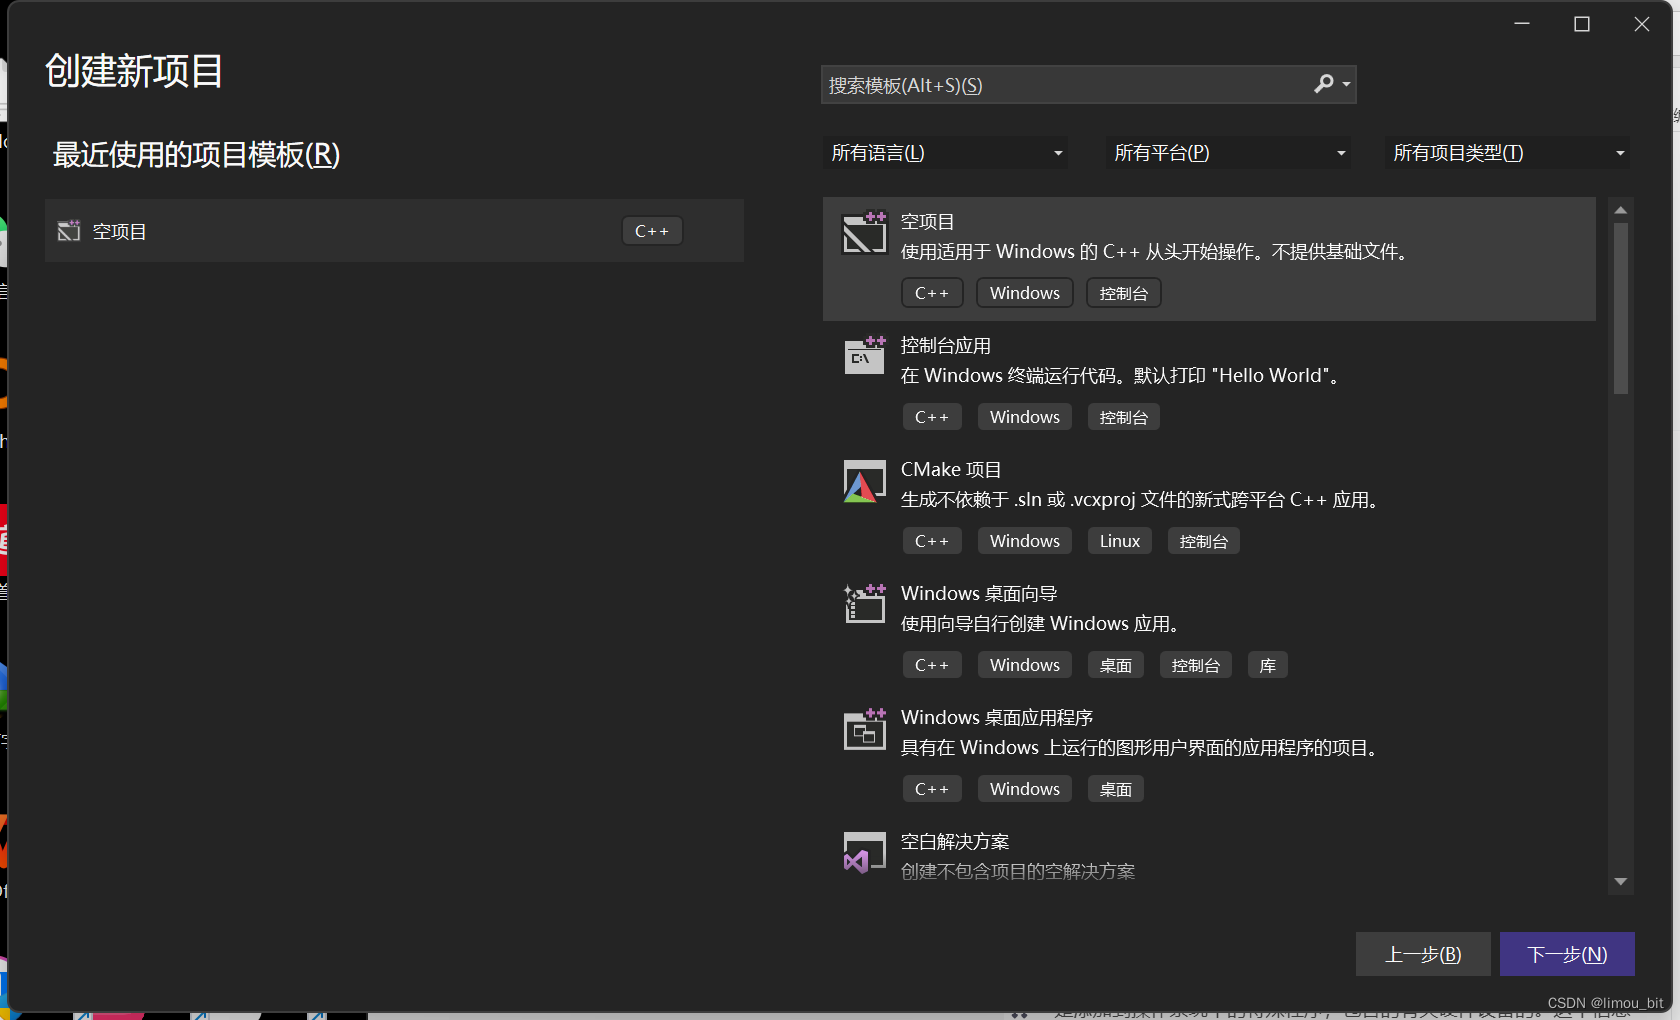 创建新项目
搜索模板(Alt+S)(S)
最近使用的项目模板(R)
所有语言(L)
所有平台(P)
所有项目类型(T)
空项目
C++
空项目
使用适用于 Windows 的 C++ 从头开始操作。不提供基础文件。
C++ Windows 控制台
控制台应用
在 Windows 终端运行代码。默认打印 "Hello World"。
C++ Windows 控制台
CMake 项目
生成不依赖于 .sln 或 .vcxproj 文件的新式跨平台 C++ 应用。
C++ Windows Linux 控制台
Windows 桌面向导
使用向导自行创建 Windows 应用。
C++ Windows 桌面 控制台 库
Windows 桌面应用程序
具有在 Windows 上运行的图形用户界面的应用程序的项目。
C++ Windows 桌面
空白解决方案
创建不包含项目的空解决方案
上一步(B)
下一步(N)
CSDN @limou_bit